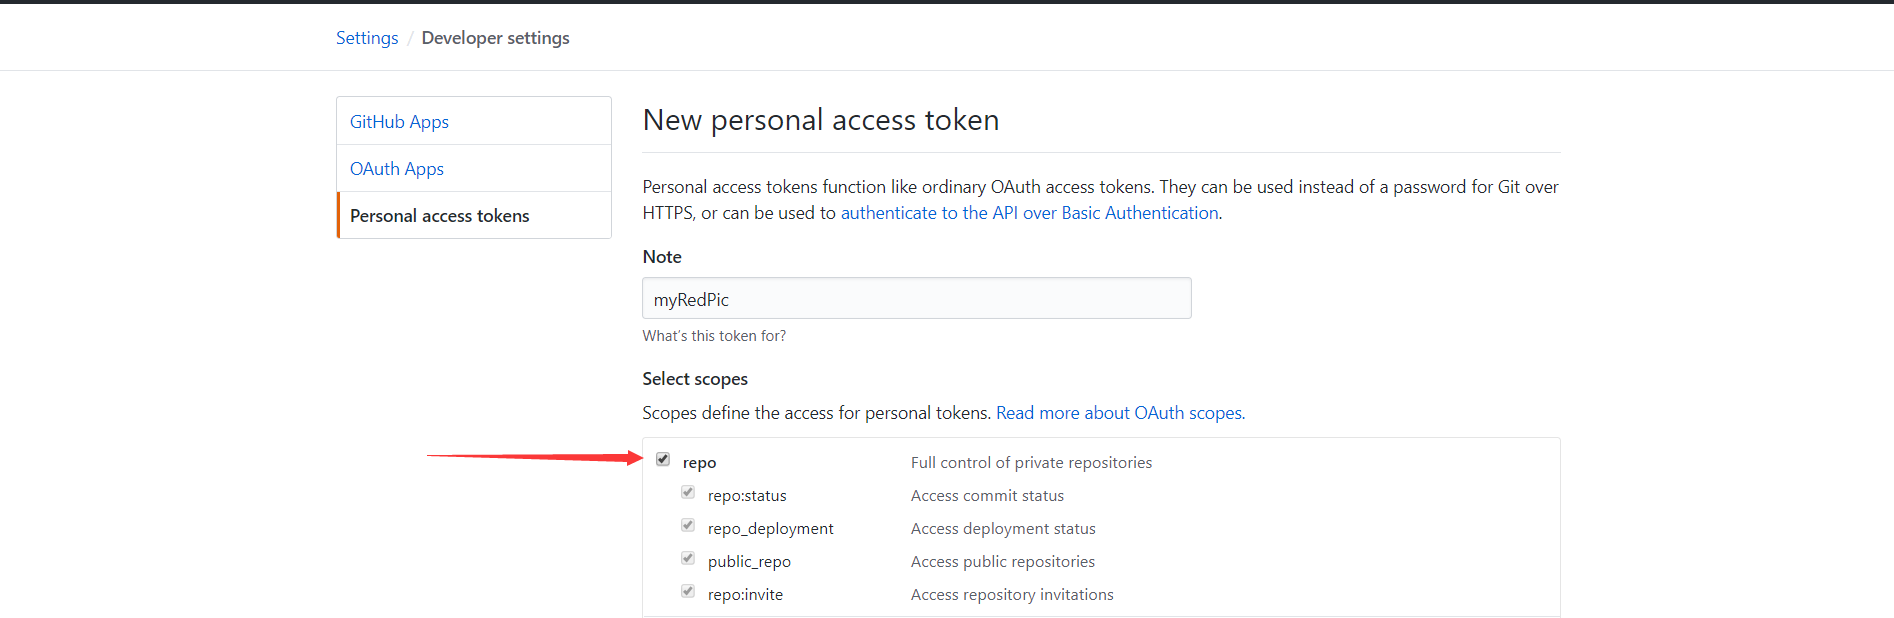 Settings / Developer settings
GitHub Apps
OAuth Apps
Personal access tokens
New personal access token
Personal access tokens function like ordinary OAuth access tokens. They can be used instead of a password for Git over
HTTPS, or can be used to authenticate to the API over Basic Authentication.
Note
myRedPic
What's this token for?
Select scopes
Scopes define the access for personal tokens. Read more about OAuth scopes.
repo Full control of private repositories
repo:status Access commit status
repo_deployment Access deployment status
public_repo Access public repositories
repo:invite Access repository invitations